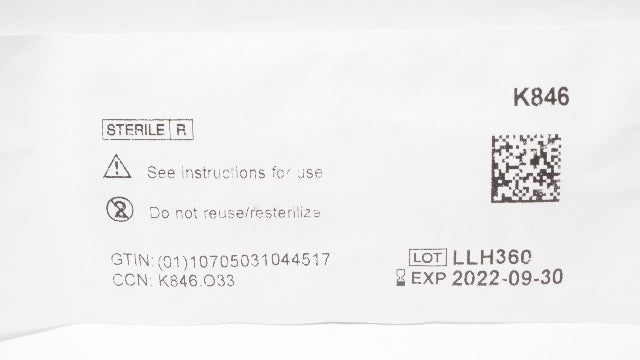 K846
STERILE R
See instructions for use
Do not reuse/resterilize
GTIN: (01)10705031044517
CCN: K846.O33
LOT LLH360
EXP 2022-09-30